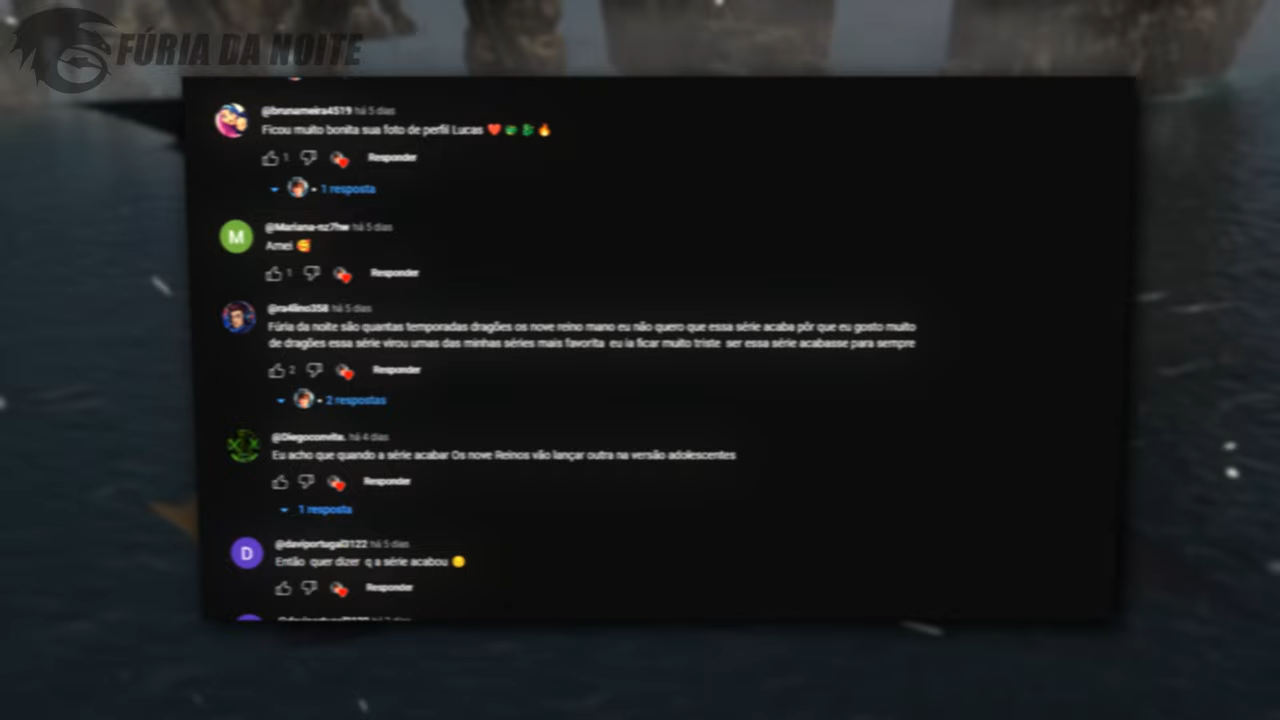 FÚRIA DA NOITE
@brunameira4519 há 5 dias
Ficou muito bonita sua foto de perfil Lucas ❤️🐲🐉🔥
1 Responder
1 resposta
@Mariana-nz7hw há 5 dias
M
Amei 🥰
1 Responder
@ra4lino358 há 5 dias
Fúria da noite são quantas temporadas dragões os nove reino mano eu não quero que essa série acaba pôr que eu gosto muito
de dragões essa série virou umas das minhas séries mais favorita eu ia ficar muito triste ser essa série acabasse para sempre
2 Responder
2 respostas
@Diegoconvite. há 4 dias
Eu acho que quando a série acabar Os nove Reinos vão lançar outra na versão adolescentes
Responder
1 resposta
@daviportugal3122 há 5 dias
D
Então quer dizer q a série acabou 🥲
Responder